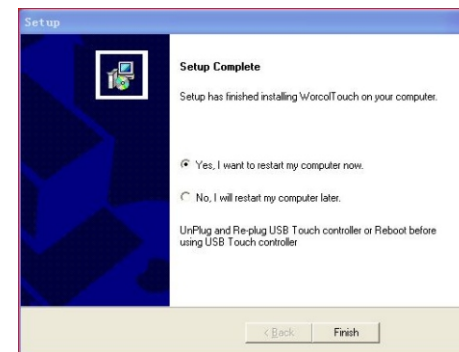 Setup
Setup Complete
Setup has finished installing WorcolTouch on your computer.
Yes, I want to restart my computer now.
No, I will restart my computer later.
UnPlug and Re-plug USB Touch controller or Reboot before
using USB Touch controller
< Back
Finish